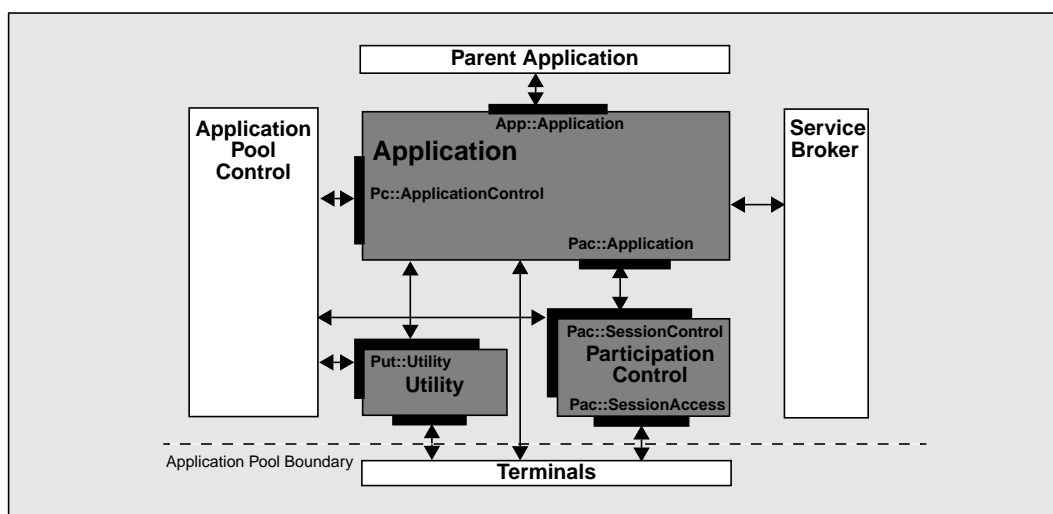 Parent Application
Application
Pool
Control
App::Application
Application
Pc::ApplicationControl
Pac::Application
Service
Broker
Pac::SessionControl
Participation
Control
Pac::SessionAccess
Put::Utility
Utility
Application Pool Boundary
Terminals